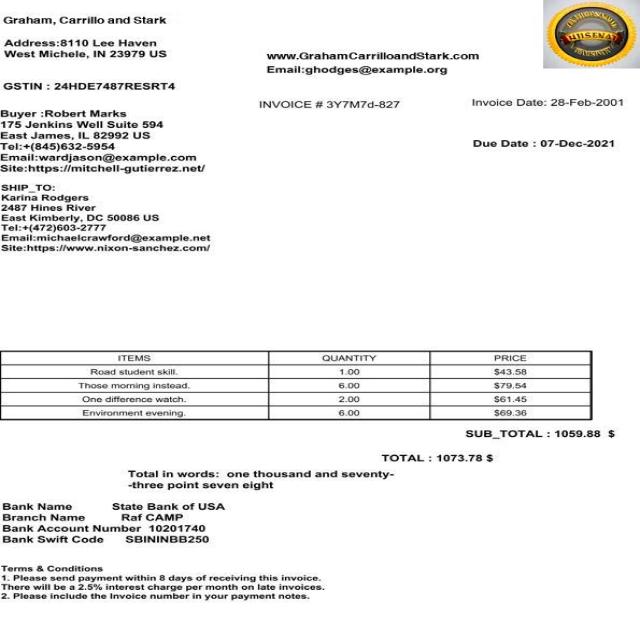 Graham, Carrillo and Stark
Address:8110 Lee Haven
West Michele, IN 23979 US
www.GrahamCarrilloandStark.com
Email:ghodges@example.org
GSTIN : 24HDE7487RESRT4
INVOICE # 3Y7M7d-827
Invoice Date: 28-Feb-2001
Due Date : 07-Dec-2021
Buyer :Robert Marks
175 Jenkins Well Suite 594
East James, IL 82992 US
Tel:+(845)632-5954
Email:wardjason@example.com
Site:https://mitchell-gutierrez.net/
SHIP_TO:
Karina Rodgers
2487 Hines River
East Kimberly, DC 50086 US
Tel:+(472)603-2777
Email:michaelcrawford@example.net
Site:https://www.nixon-sanchez.com/
ITEMS QUANTITY PRICE
Road student skill. 1.00 $43.58
Those morning instead. 6.00 $79.54
One difference watch. 2.00 $61.45
Environment evening. 6.00 $69.36
SUB_TOTAL : 1059.88 $
TOTAL : 1073.78 $
Total in words: one thousand and seventy-
-three point seven eight
Bank Name State Bank of USA
Branch Name Raf CAMP
Bank Account Number 10201740
Bank Swift Code SBININBB250
Terms & Conditions
1. Please send payment within 8 days of receiving this invoice.
There will be a 2.5% interest charge per month on late invoices.
2. Please include the Invoice number in your payment notes.